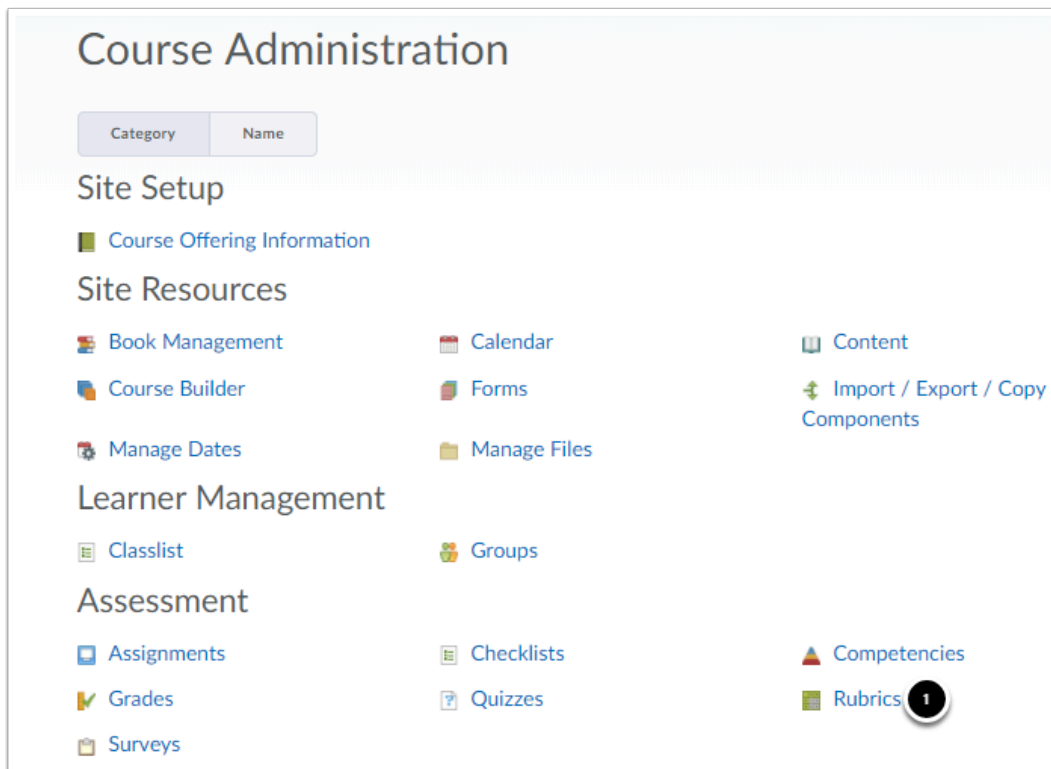 Course Administration
Category Name
Site Setup
Course Offering Information
Site Resources
Book Management Calendar Content
Course Builder Forms Import / Export / Copy
Components
Manage Dates Manage Files
Learner Management
Classlist Groups
Assessment
Assignments Checklists Competencies
Grades Quizzes Rubrics 1
Surveys